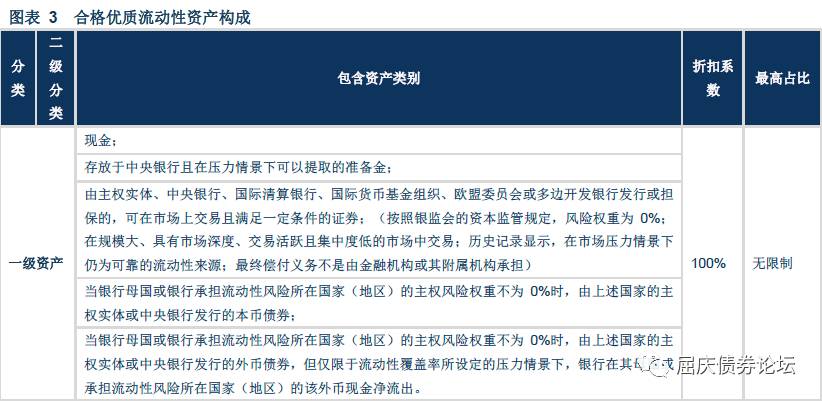 图表 3 合格优质流动性资产构成
分类
二级分类
包含资产类别
折扣系数
最高占比
一级资产
现金；
存放于中央银行且在压力情景下可以提取的准备金；
由主权实体、中央银行、国际清算银行、国际货币基金组织、欧盟委员会或多边开发银行发行或担
保的，可在市场上交易且满足一定条件的证券；（按照银监会的资本监管规定，风险权重为 0%；
在规模大、具有市场深度、交易活跃且集中度低的市场中交易；历史记录显示，在市场压力情景下
仍为可靠的流动性来源；最终偿付义务不是由金融机构或其附属机构承担）
当银行母国或银行承担流动性风险所在国家（地区）的主权风险权重不为 0%时，由上述国家的主
权实体或中央银行发行的本币债券；
当银行母国或银行承担流动性风险所在国家（地区）的主权风险权重不为 0%时，由上述国家的主
权实体或中央银行发行的外币债券，但仅限于流动性覆盖率所设定的压力情景下，银行在其
承担流动性风险所在国家（地区）的该外币现金净流出。
100%
无限制
屈庆债券论坛